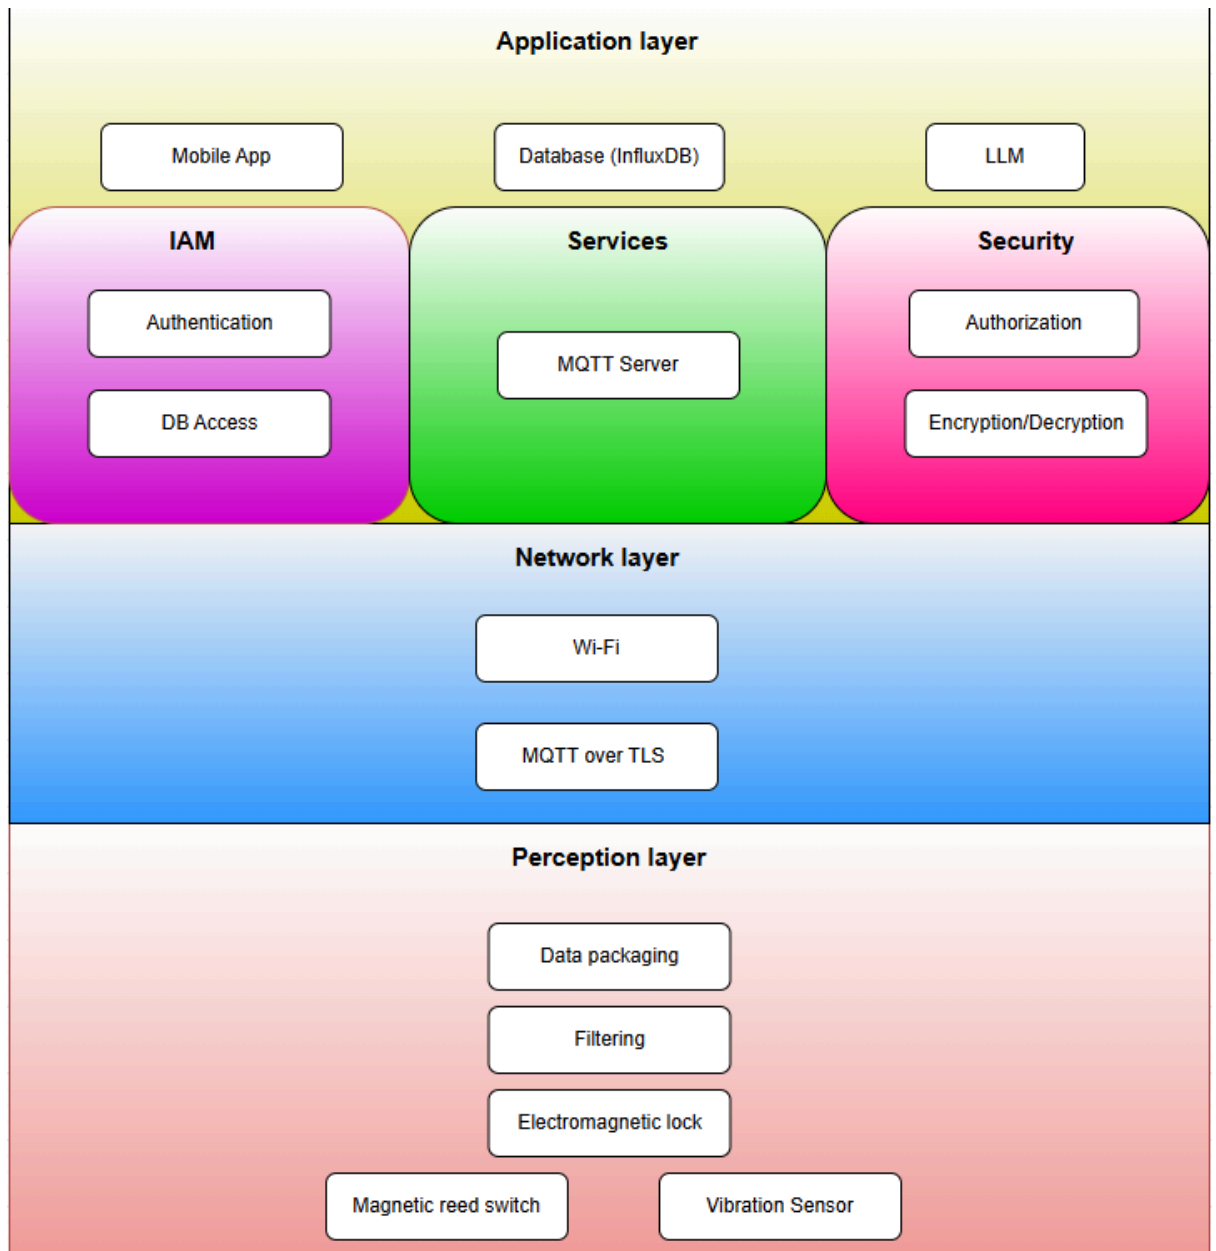 Application layer
Mobile App
Database (InfluxDB)
LLM
IAM
Services
Security
Authentication
MQTT Server
Authorization
DB Access
Encryption/Decryption
Network layer
Wi-Fi
MQTT over TLS
Perception layer
Data packaging
Filtering
Electromagnetic lock
Magnetic reed switch
Vibration Sensor